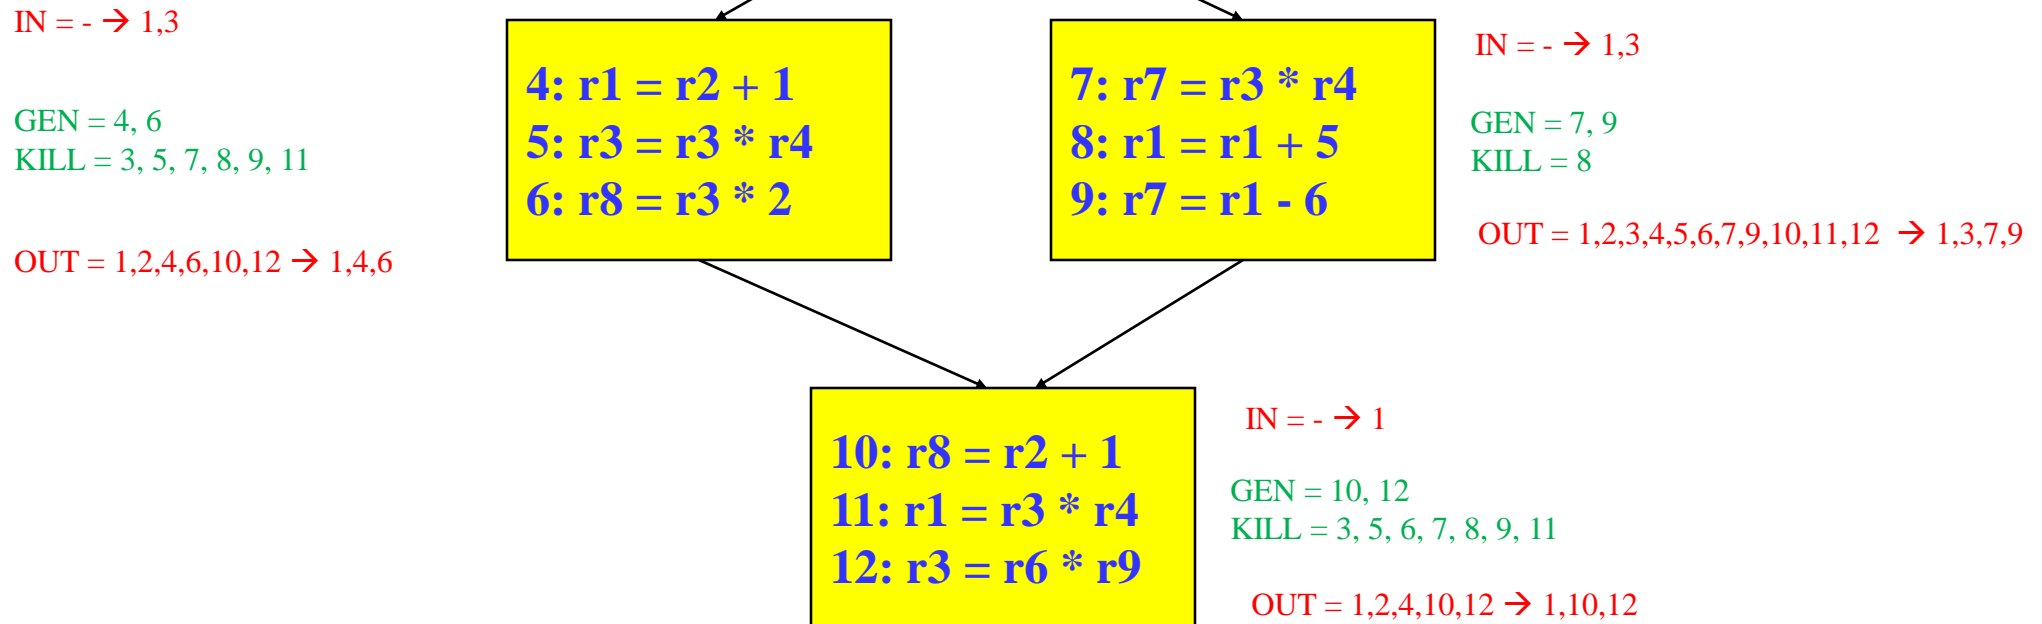 IN = - → 1,3
GEN = 4, 6
KILL = 3, 5, 7, 8, 9, 11
OUT = 1,2,4,6,10,12 → 1,4,6
4: r1 = r2 + 1
5: r3 = r3 * r4
6: r8 = r3 * 2
7: r7 = r3 * r4
8: r1 = r1 + 5
9: r7 = r1 - 6
IN = - → 1,3
GEN = 7, 9
KILL = 8
OUT = 1,2,3,4,5,6,7,9,10,11,12 → 1,3,7,9
10: r8 = r2 + 1
11: r1 = r3 * r4
12: r3 = r6 * r9
IN = - → 1
GEN = 10, 12
KILL = 3, 5, 6, 7, 8, 9, 11
OUT = 1,2,4,10,12 → 1,10,12